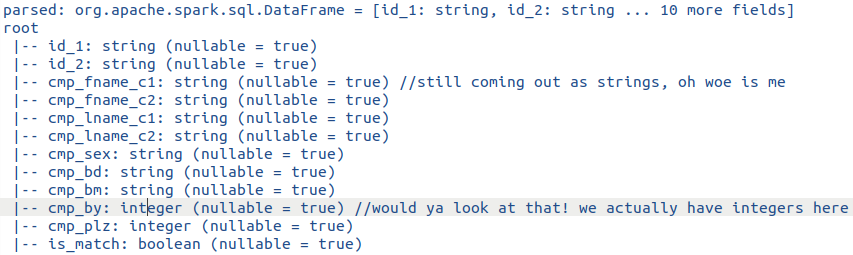 parsed: org.apache.spark.sql.DataFrame = [id_1: string, id_2: string ... 10 more fields]
root
 |-- id_1: string (nullable = true)
 |-- id_2: string (nullable = true)
 |-- cmp_fname_c1: string (nullable = true) //still coming out as strings, oh woe is me
 |-- cmp_fname_c2: string (nullable = true)
 |-- cmp_lname_c1: string (nullable = true)
 |-- cmp_lname_c2: string (nullable = true)
 |-- cmp_sex: string (nullable = true)
 |-- cmp_bd: string (nullable = true)
 |-- cmp_bm: string (nullable = true)
 |-- cmp_by: integer (nullable = true) //would ya look at that! we actually have integers here
 |-- cmp_plz: integer (nullable = true)
 |-- is_match: boolean (nullable = true)